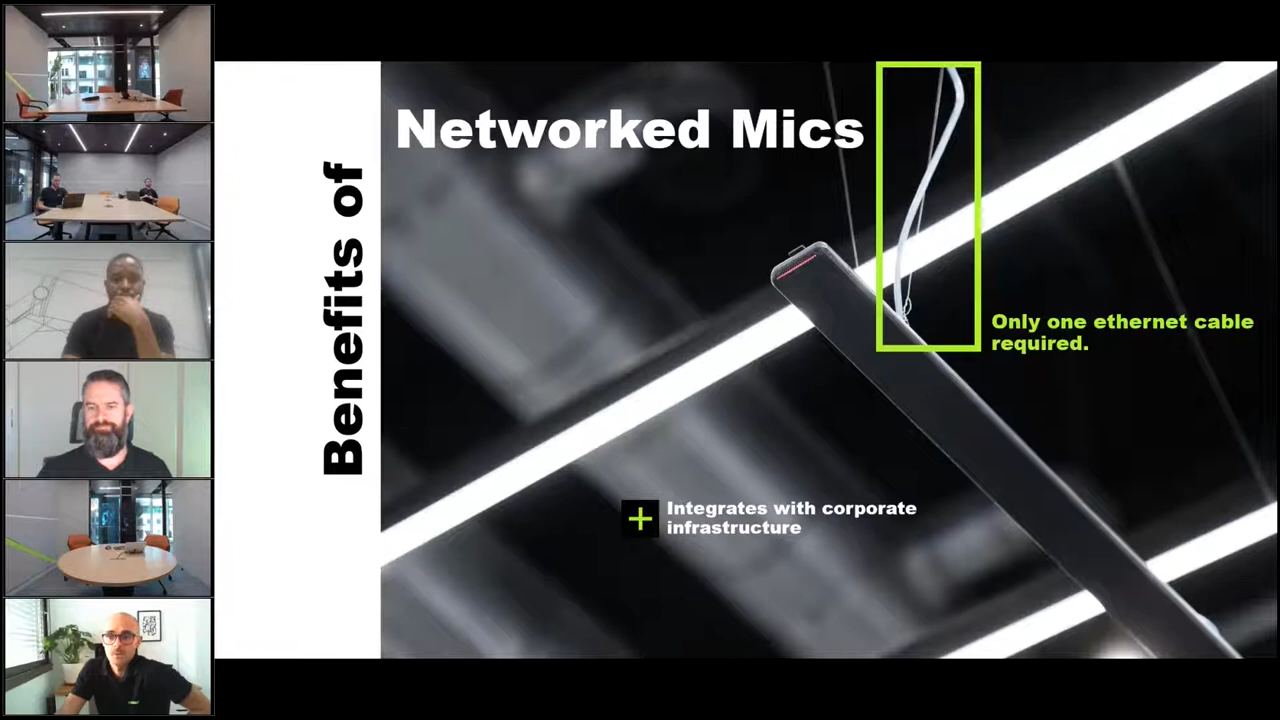 Benefits of
Networked Mics
Only one ethernet cable
required.
Integrates with corporate
infrastructure